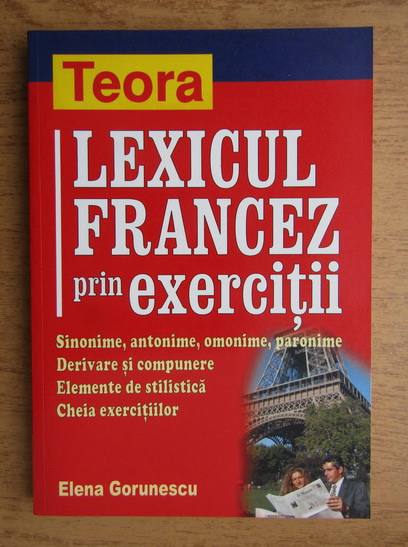 Teora
LEXICUL
FRANCEZ
prin exerciții
Sinonime, antonime, omonime, paronime
Derivare și compunere
Elemente de stilistică
Cheia exercițiilor
Elena Gorunescu